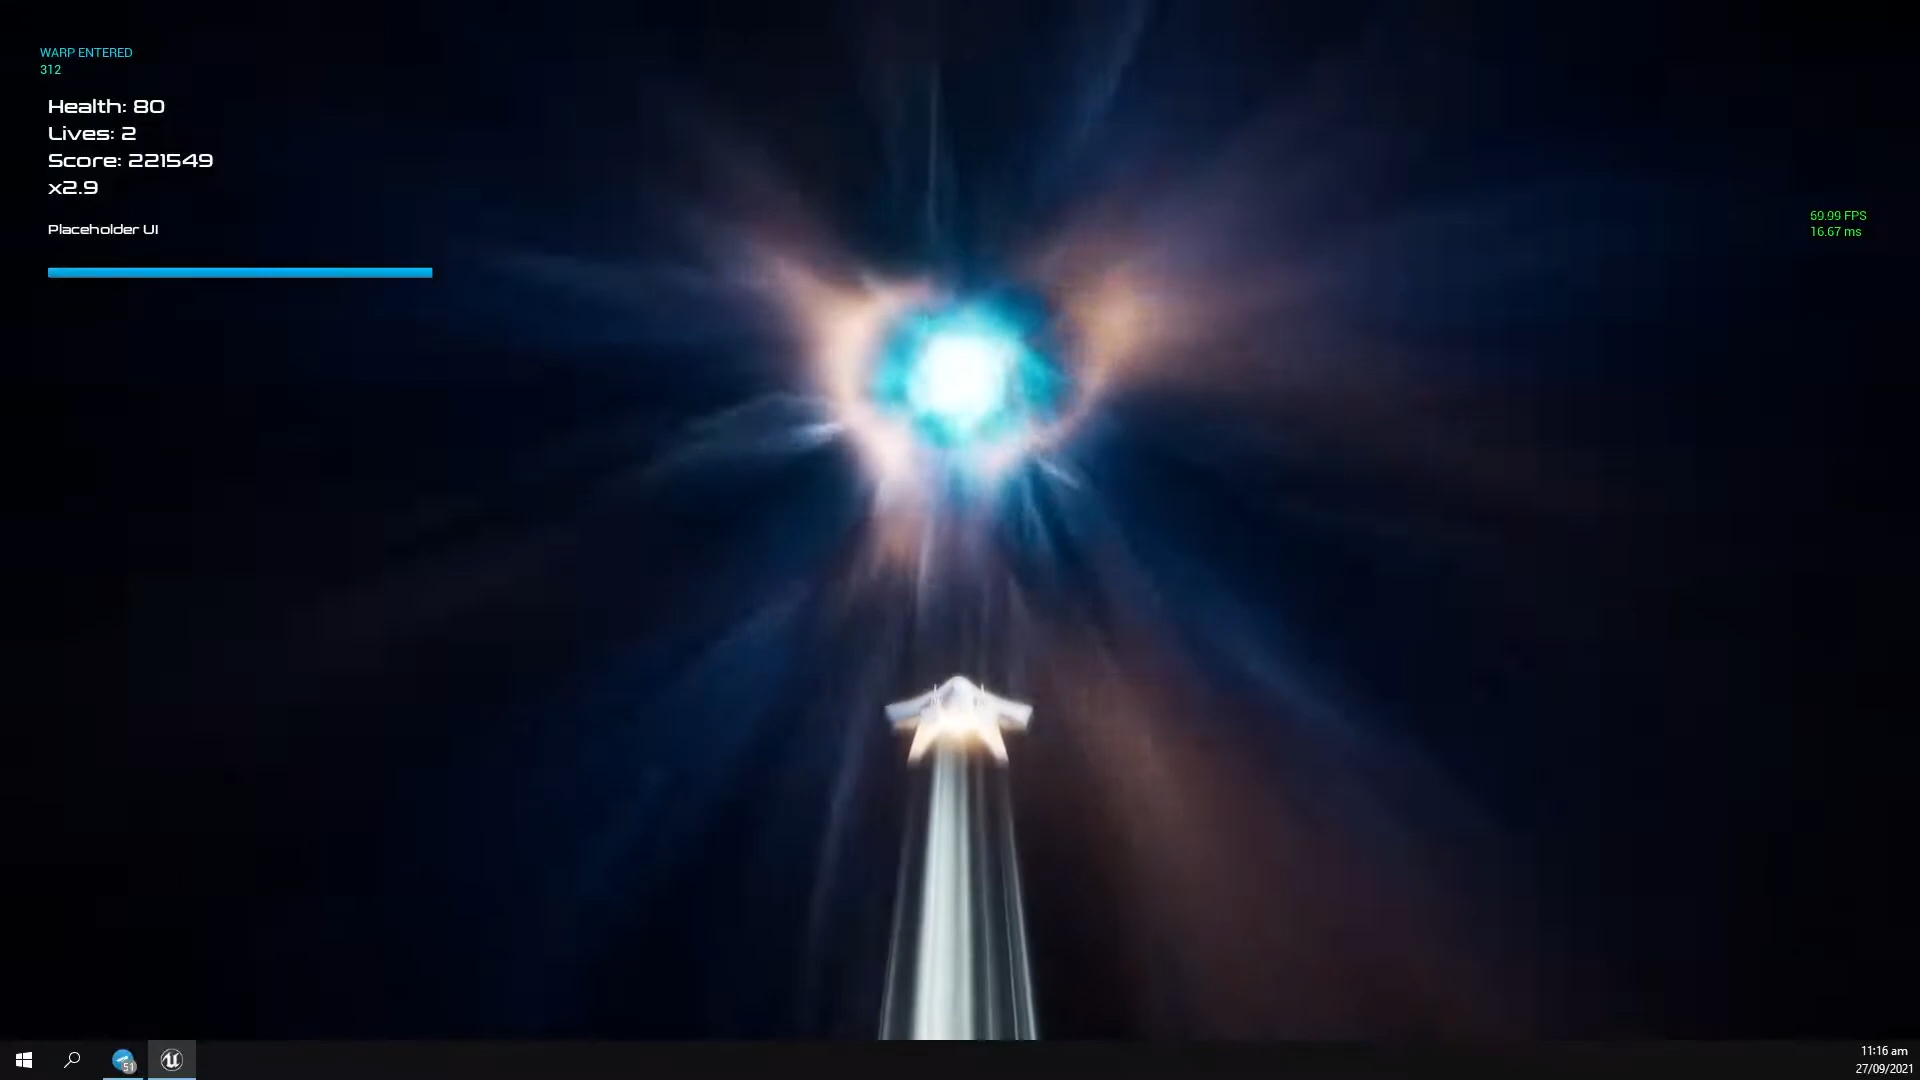 WARP ENTERED
312
Health: 80
Lives: 2
Score: 221549
x2.9
Placeholder UI
59.99 FPS
16.67 ms
51
11:16 am
27/09/2021